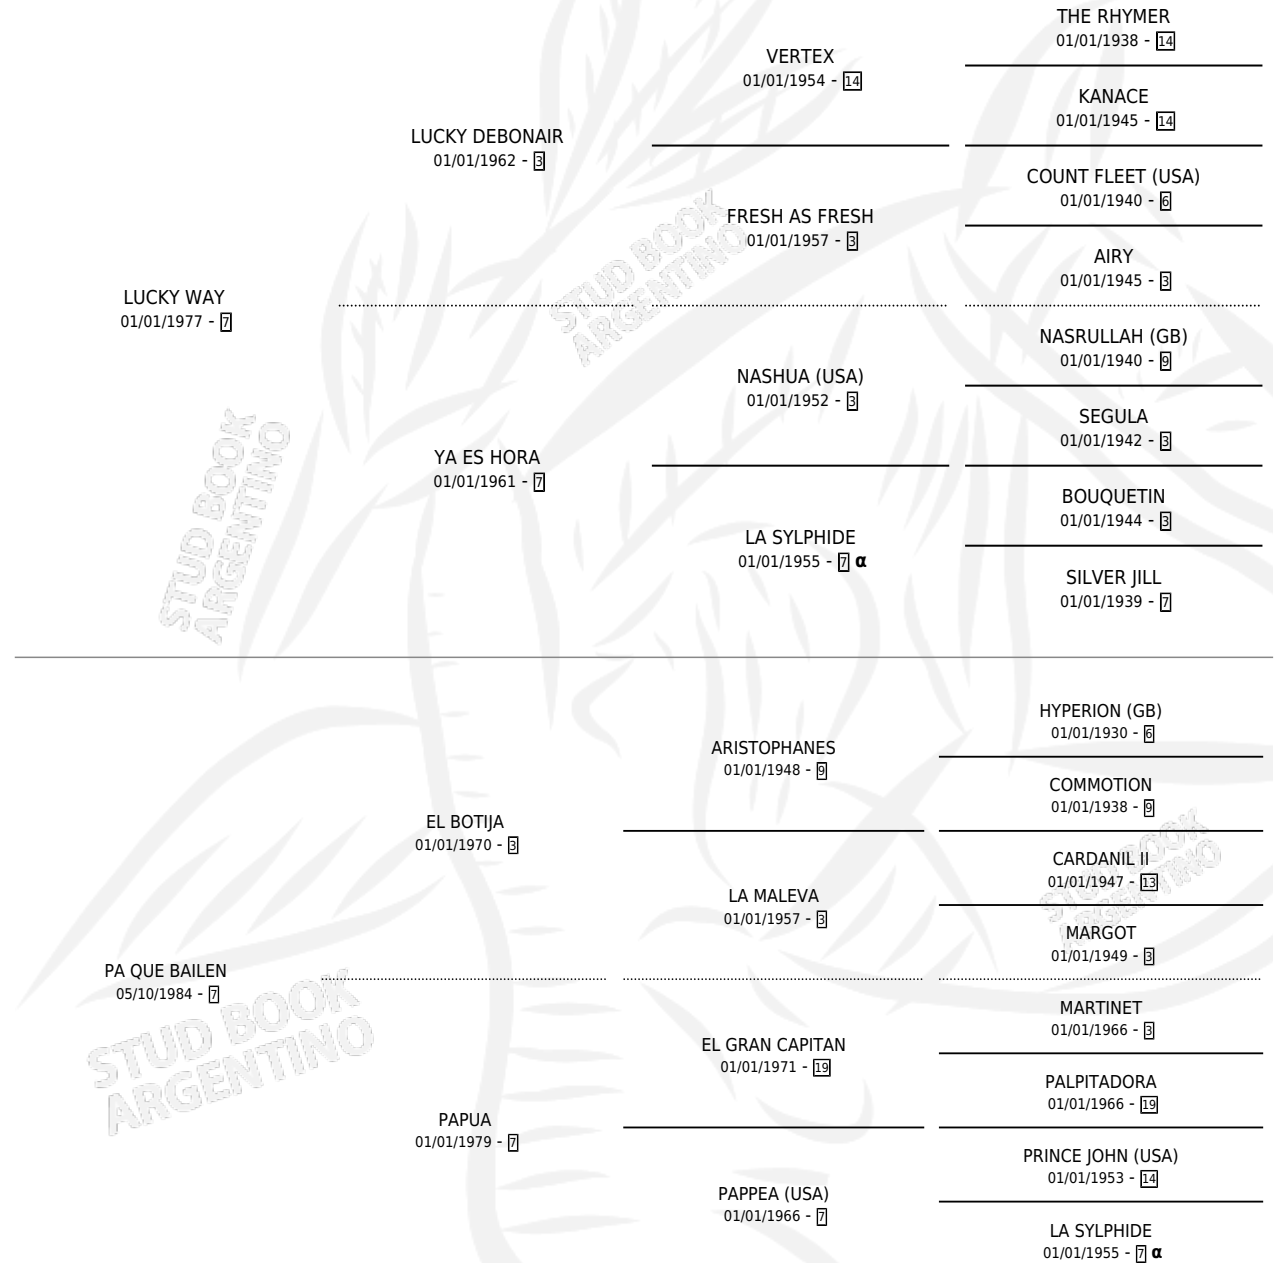 THE RHYMER
01/01/1938 - 14
VERTEX
01/01/1954 - 14
KANACE
01/01/1945 - 14
LUCKY DEBONAIR
01/01/1962 - 3
COUNT FLEET (USA)
01/01/1940 - 6
FRESH AS FRESH
01/01/1957 - 3
AIRY
01/01/1945 - 3
LUCKY WAY
01/01/1977 - 7
NASRULLAH (GB)
01/01/1940 - 9
NASHUA (USA)
01/01/1952 - 3
SEGULA
01/01/1942 - 3
YA ES HORA
01/01/1961 - 7
BOUQUETIN
01/01/1944 - 3
LA SYLPHIDE
01/01/1955 - 7 α
SILVER JILL
01/01/1939 - 7
STUD BOOK
ARGENTINO
STUD BOOK
ARGENTINO
HYPERION (GB)
01/01/1930 - 6
ARISTOPHANES
01/01/1948 - 9
COMMOTION
01/01/1938 - 9
EL BOTIJA
01/01/1970 - 3
CARDANIL II
01/01/1947 - 13
LA MALEVA
01/01/1957 - 3
MARGOT
01/01/1949 - 3
STUD BOOK
ARGENTINO
PA QUE BAILEN
05/10/1984 - 7
MARTINET
01/01/1966 - 3
EL GRAN CAPITAN
01/01/1971 - 19
PALPITADORA
01/01/1966 - 19
PAPUA
01/01/1979 - 7
PRINCE JOHN (USA)
01/01/1953 - 14
PAPPEA (USA)
01/01/1966 - 7
LA SYLPHIDE
01/01/1955 - 7 α
STUD BOOK
ARGENTINO